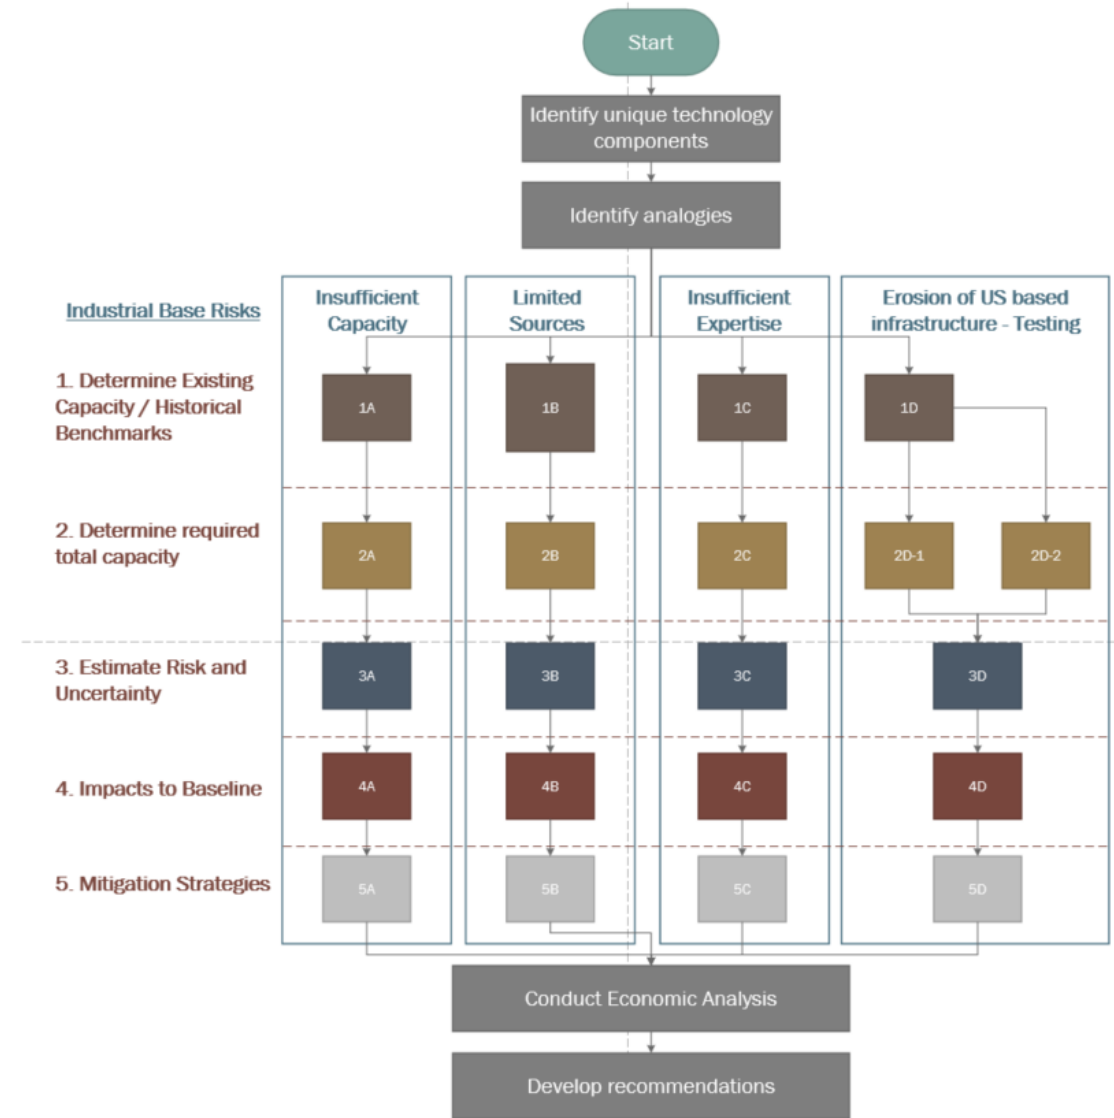 Start
Identify unique technology
components
Identify analogies
Industrial Base Risks
Insufficient
Capacity
Limited
Sources
Insufficient
Expertise
Erosion of US based
infrastructure - Testing
1. Determine Existing
Capacity / Historical
Benchmarks
1A
1B
1C
1D
2. Determine required
total capacity
2A
2B
2C
2D-1
2D-2
3. Estimate Risk and
Uncertainty
3A
3B
3C
3D
4. Impacts to Baseline
4A
4B
4C
4D
5. Mitigation Strategies
5A
5B
5C
5D
Conduct Economic Analysis
Develop recommendations